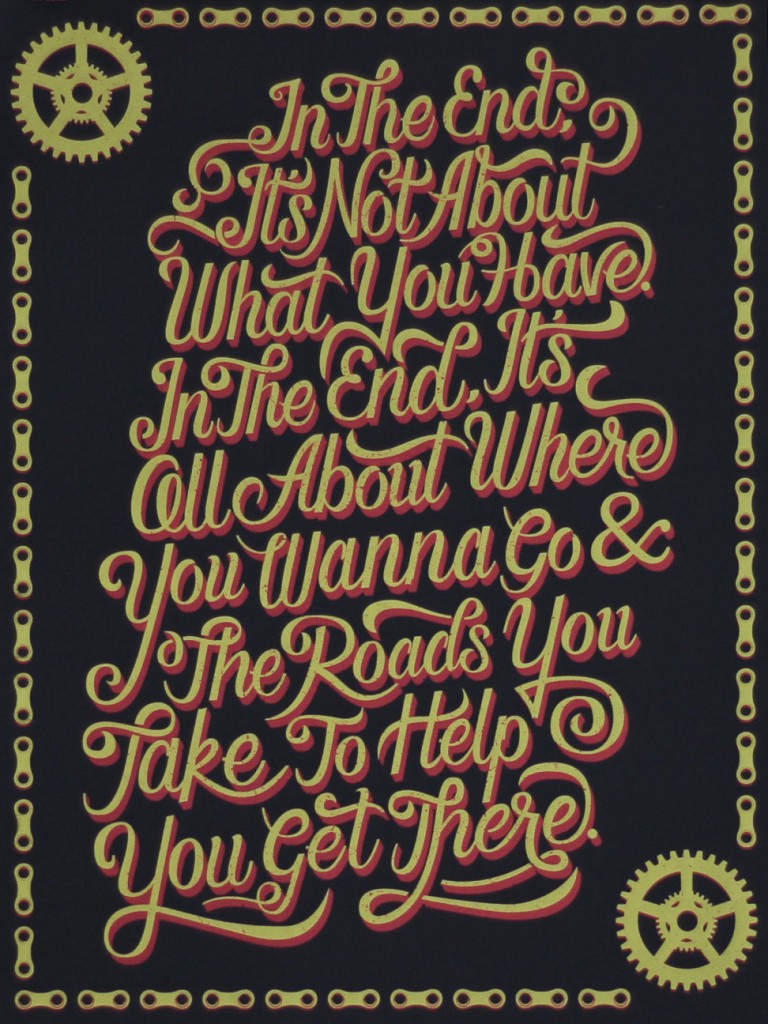 In The End,
It's Not About
What You Have.
In The End, It's
All About Where
You Wanna Go &
The Roads You
Take To Help
You Get There.